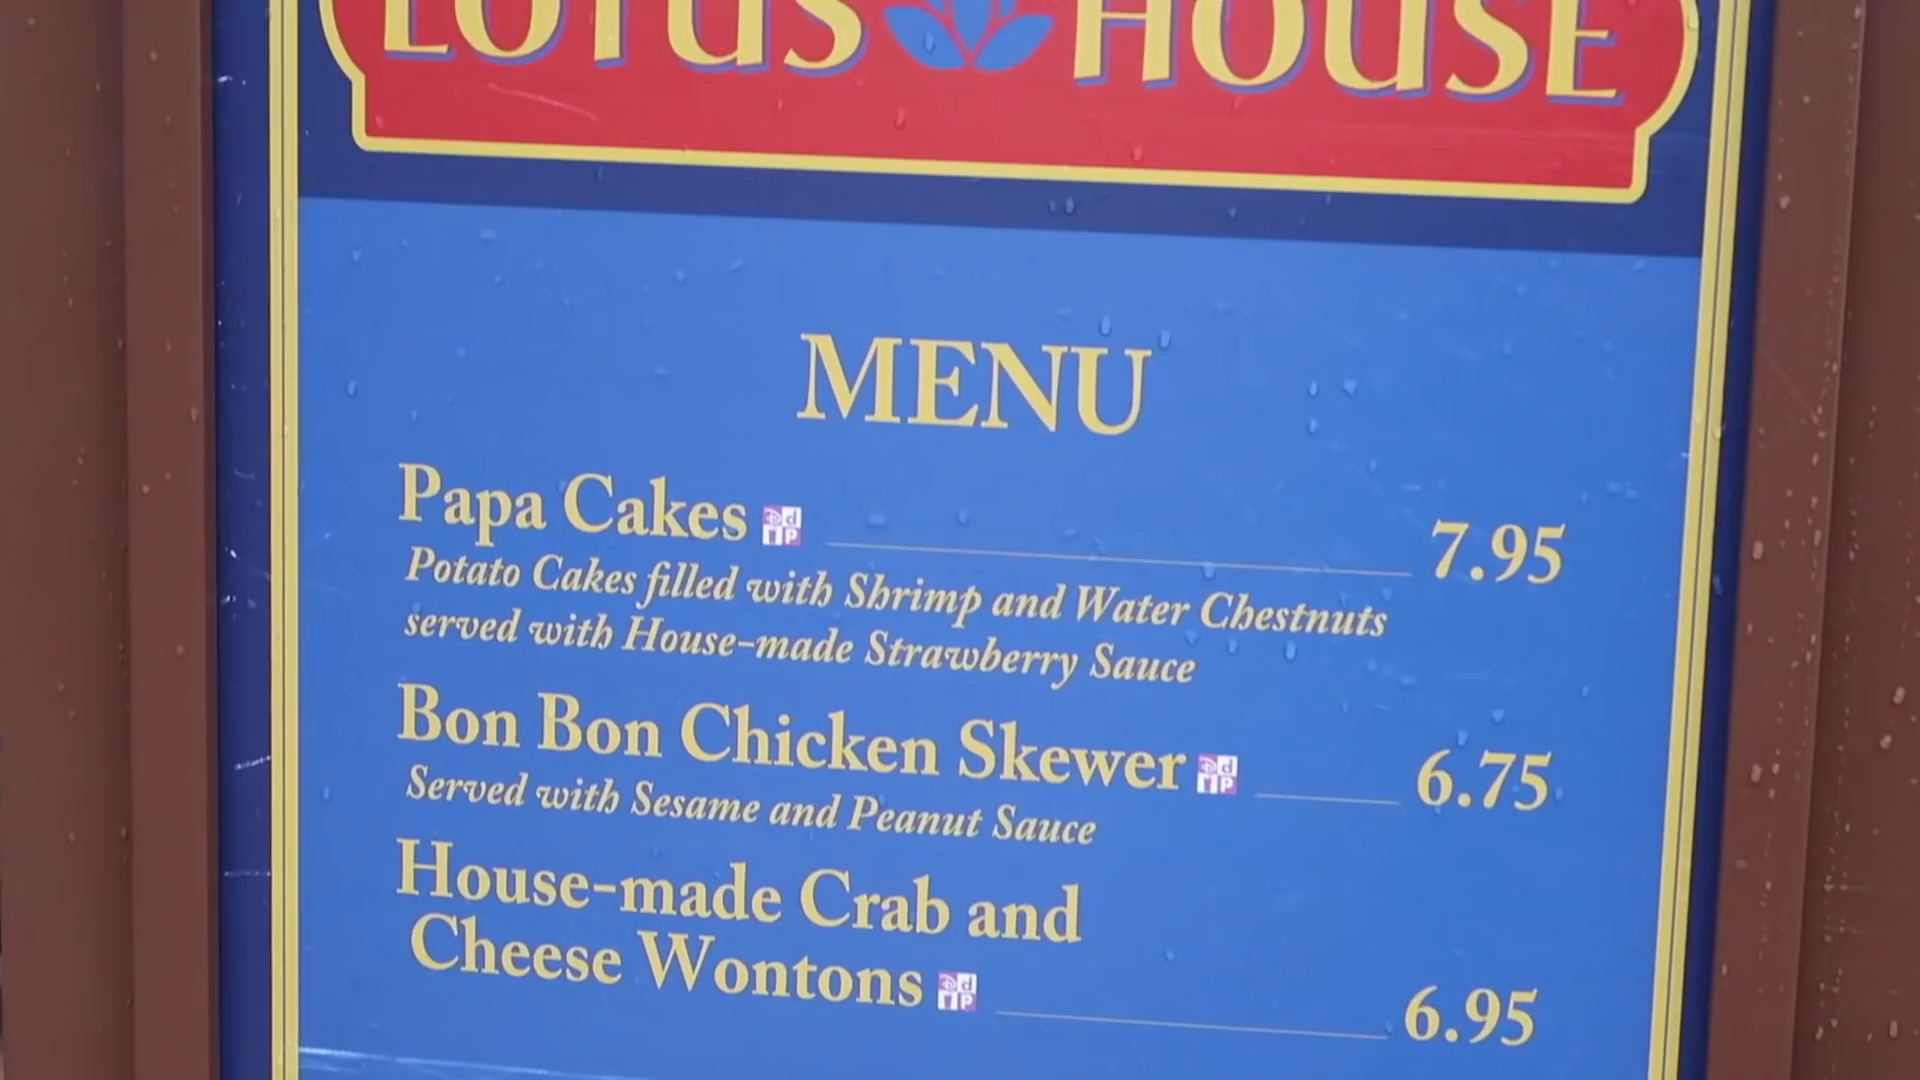 LOTUS HOUSE
MENU
Papa Cakes 7.95
Potato Cakes filled with Shrimp and Water Chestnuts
served with House-made Strawberry Sauce
Bon Bon Chicken Skewer 6.75
Served with Sesame and Peanut Sauce
House-made Crab and
Cheese Wontons 6.95